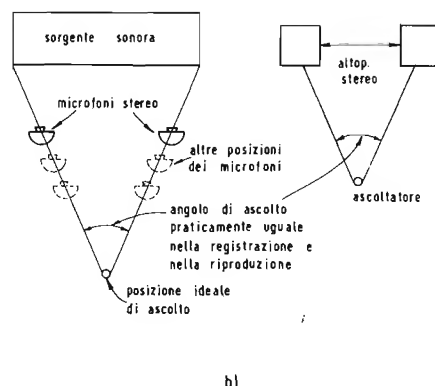 sorgente sonora
altop.
stereo
microfoni stereo
altre posizioni
dei microfoni
ascoltatore
angolo di ascolto
praticamente uguale
nella registrazione e
nella riproduzione
posizione ideale
di ascolto
b)